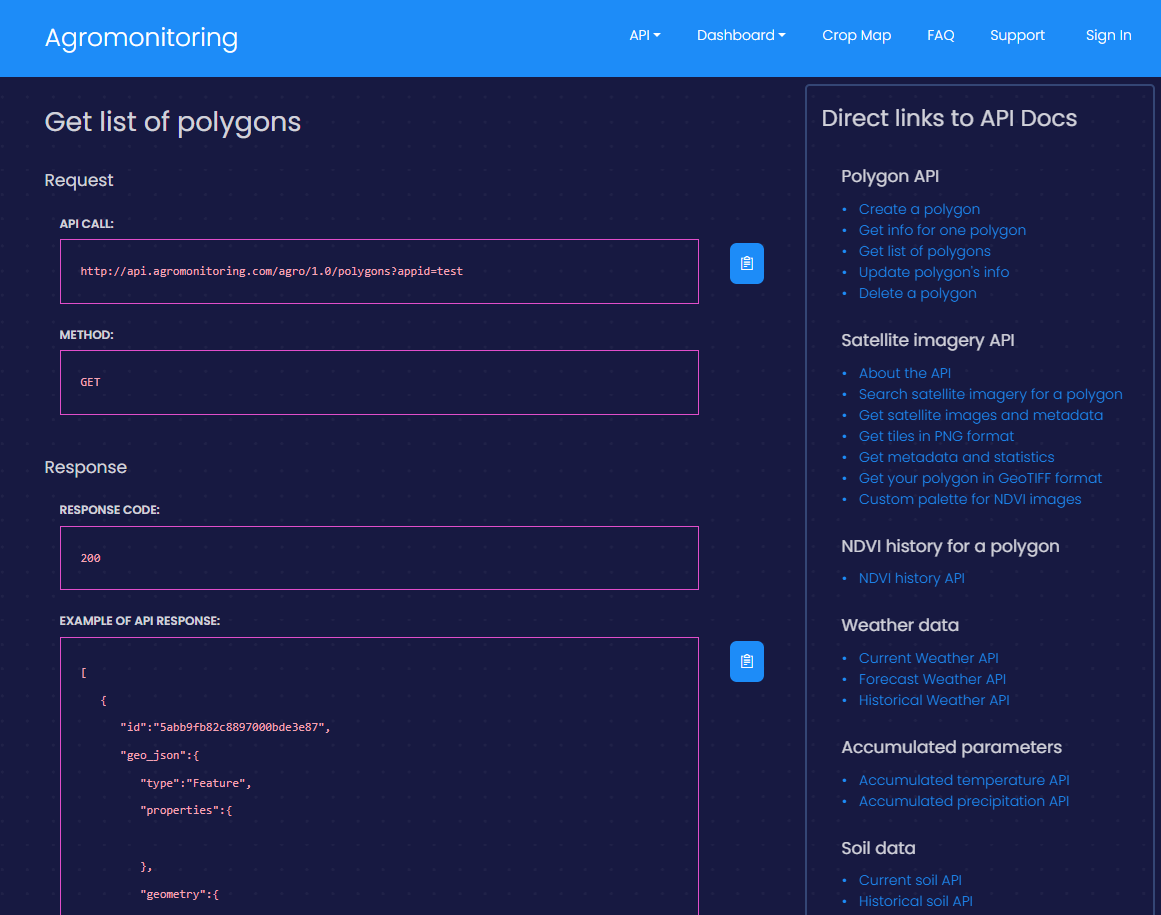 Agromonitoring
API
Dashboard
Crop Map
FAQ
Support
Sign In
Get list of polygons
Request
API CALL:
http://api.agromonitoring.com/agro/1.0/polygons?appid=test
METHOD:
GET
Response
RESPONSE CODE:
200
EXAMPLE OF API RESPONSE:
[
{
"id":"5abb9fb82c8897000bde3e87",
"geo_json":{
"type":"Feature",
"properties":{
},
"geometry":{
Direct links to API Docs
Polygon API
• Create a polygon
• Get info for one polygon
• Get list of polygons
• Update polygon's info
• Delete a polygon
Satellite imagery API
• About the API
• Search satellite imagery for a polygon
• Get satellite images and metadata
• Get tiles in PNG format
• Get metadata and statistics
• Get your polygon in GeoTIFF format
• Custom palette for NDVI images
NDVI history for a polygon
• NDVI history API
Weather data
• Current Weather API
• Forecast Weather API
• Historical Weather API
Accumulated parameters
• Accumulated temperature API
• Accumulated precipitation API
Soil data
• Current soil API
• Historical soil API